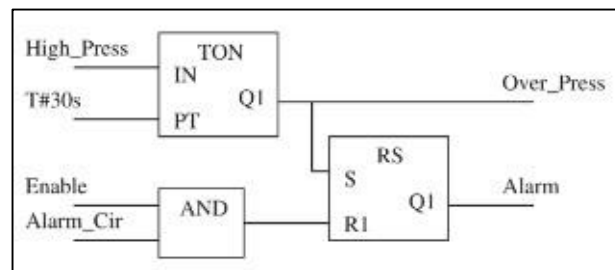 High_Press
TON
IN
T#30s
Q1
Over_Press
PT
RS
Enable
S
AND
Q1
Alarm
Alarm_Cir
R1